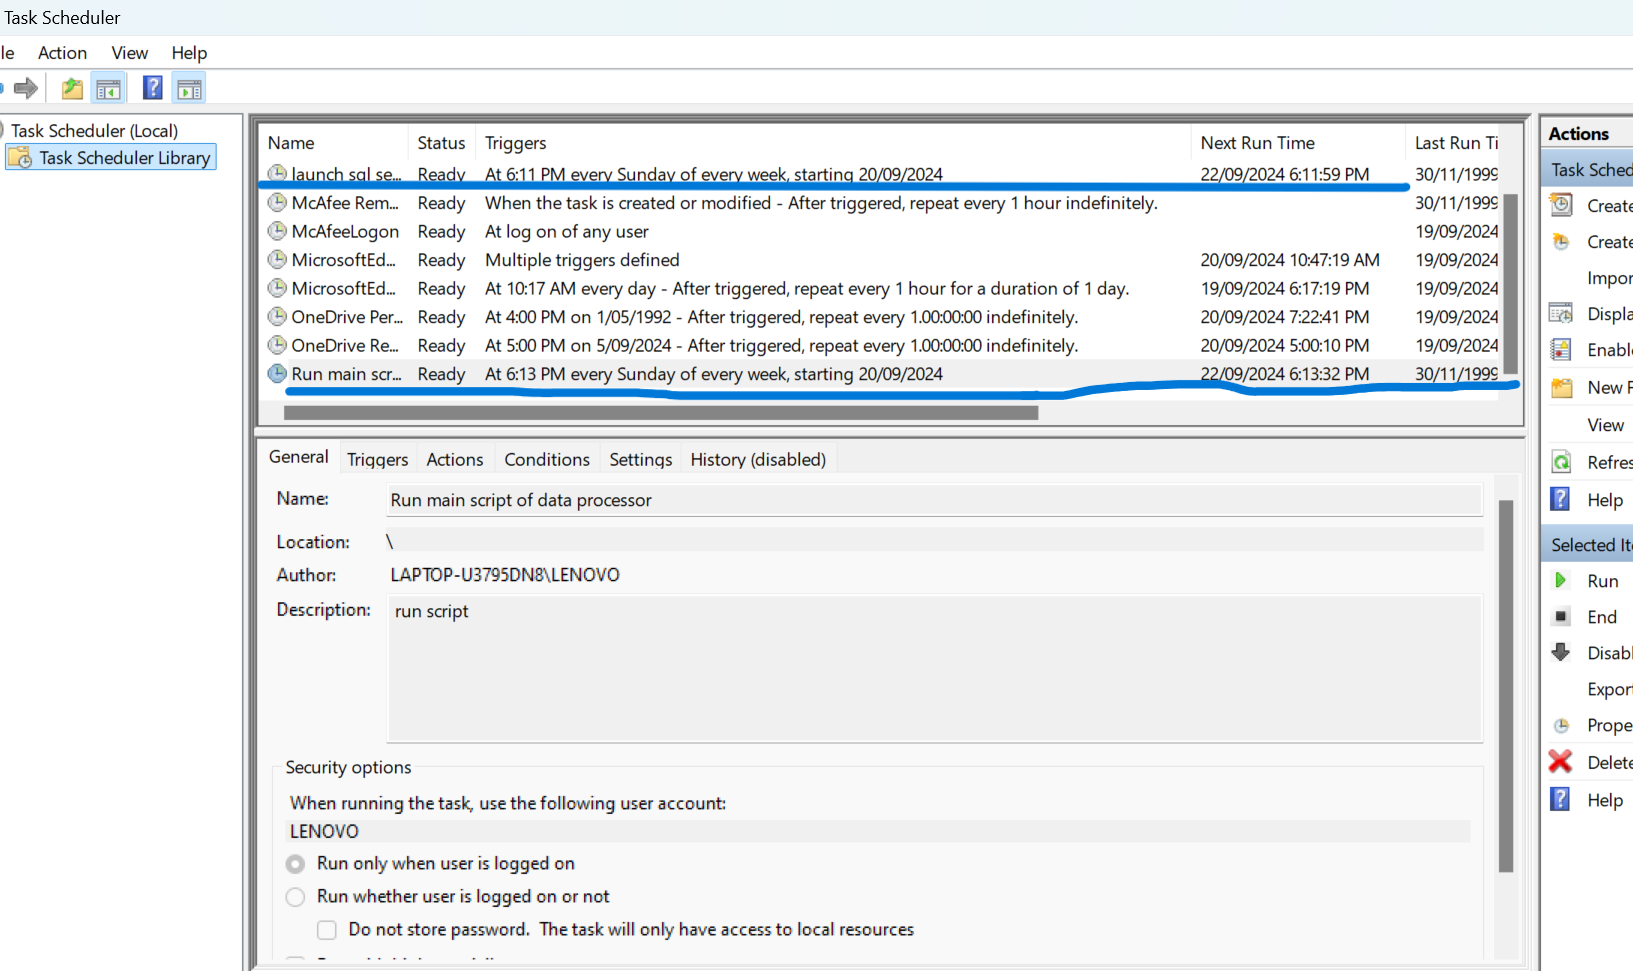 Task Scheduler
le Action View Help
Task Scheduler (Local)
Task Scheduler Library
Name Status Triggers Next Run Time Last Run Ti
launch sql se... Ready At 6:11 PM every Sunday of every week, starting 20/09/2024 22/09/2024 6:11:59 PM 30/11/1999
McAfee Rem... Ready When the task is created or modified - After triggered, repeat every 1 hour indefinitely. 30/11/1999
McAfeeLogon Ready At log on of any user 19/09/2024
MicrosoftEd... Ready Multiple triggers defined 20/09/2024 10:47:19 AM 19/09/2024
MicrosoftEd... Ready At 10:17 AM every day - After triggered, repeat every 1 hour for a duration of 1 day. 19/09/2024 6:17:19 PM 19/09/2024
OneDrive Per... Ready At 4:00 PM on 1/05/1992 - After triggered, repeat every 1.00:00:00 indefinitely. 20/09/2024 7:22:41 PM 19/09/2024
OneDrive Re... Ready At 5:00 PM on 5/09/2024 - After triggered, repeat every 1.00:00:00 indefinitely. 20/09/2024 5:00:10 PM 19/09/2024
Run main scr... Ready At 6:13 PM every Sunday of every week, starting 20/09/2024 22/09/2024 6:13:32 PM 30/11/1999
General Triggers Actions Conditions Settings History (disabled)
Name: Run main script of data processor
Location: \
Author: LAPTOP-U3795DN8\LENOVO
Description: run script
Security options
When running the task, use the following user account:
LENOVO
Run only when user is logged on
Run whether user is logged on or not
Do not store password. The task will only have access to local resources
Actions
Task Sched
Create
Create
Impor
Displa
Enable
New F
View
Refres
Help
Selected Ite
Run
End
Disabl
Export
Prope
Delete
Help